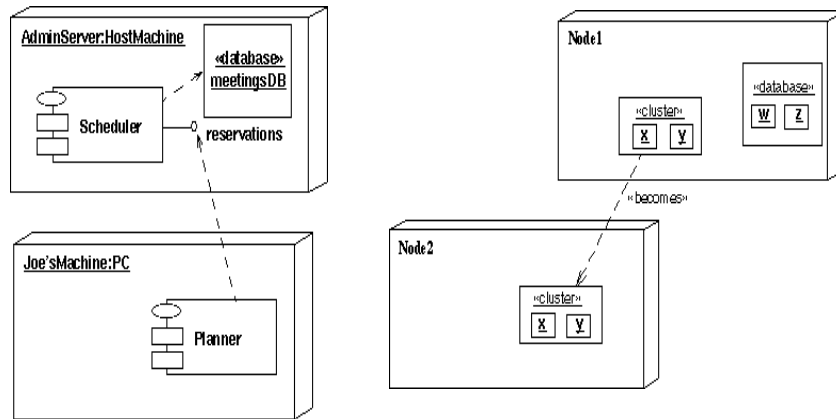 AdminServer:HostMachine
«database»
meetingsDB
Scheduler
reservations
Joe'sMachine:PC
Planner
Node1
«database»
w z
«cluster»
x y
«becomes»
Node2
«cluster»
x y